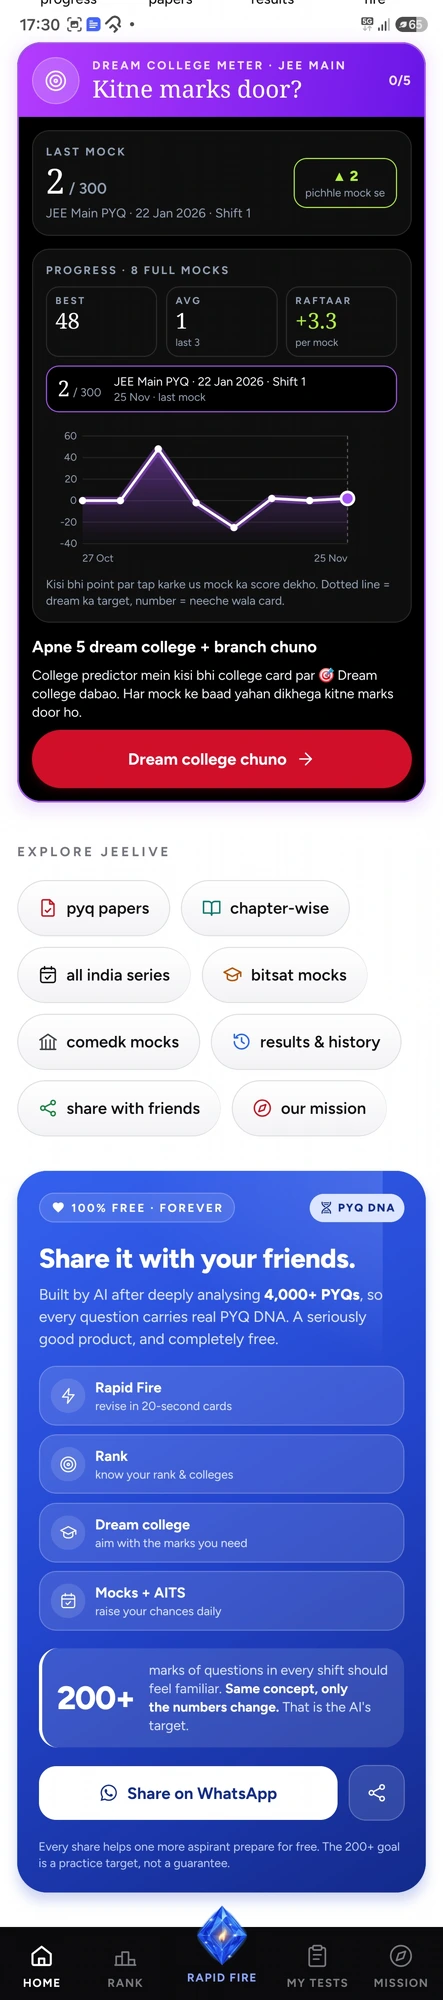 progress papers results fire
17:30 5G 65
DREAM COLLEGE METER · JEE MAIN
Kitne marks door?
0/5
LAST MOCK
2 / 300
JEE Main PYQ · 22 Jan 2026 · Shift 1
▲ 2
pichhle mock se
PROGRESS · 8 FULL MOCKS
BEST
48
AVG
1
last 3
RAFTAAR
+3.3
per mock
2 / 300
JEE Main PYQ · 22 Jan 2026 · Shift 1
25 Nov · last mock
60
40
20
0
-20
-40
27 Oct 25 Nov
Kisi bhi point par tap karke us mock ka score dekho. Dotted line =
dream ka target, number = neeche wala card.
Apne 5 dream college + branch chuno
College predictor mein kisi bhi college card par 🎯 Dream
college dabao. Har mock ke baad yahan dikhega kitne marks
door ho.
Dream college chuno →
EXPLORE JEELIVE
pyq papers
chapter-wise
all india series
bitsat mocks
comedk mocks
results & history
share with friends
our mission
100% FREE · FOREVER
PYQ DNA
Share it with your friends.
Built by AI after deeply analysing 4,000+ PYQs, so
every question carries real PYQ DNA. A seriously
good product, and completely free.
Rapid Fire
revise in 20-second cards
Rank
know your rank & colleges
Dream college
aim with the marks you need
Mocks + AITS
raise your chances daily
200+
marks of questions in every shift should
feel familiar. Same concept, only
the numbers change. That is the AI's
target.
Share on WhatsApp
Every share helps one more aspirant prepare for free. The 200+ goal
is a practice target, not a guarantee.
HOME
RANK
RAPID FIRE
MY TESTS
MISSION